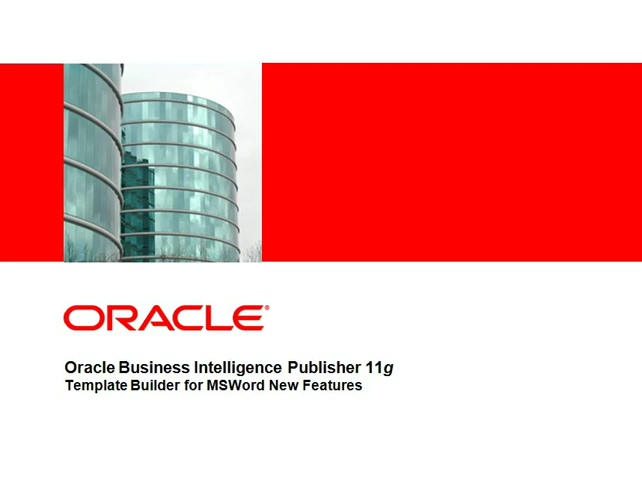 ORACLE®
Oracle Business Intelligence Publisher 11g
Template Builder for MSWord New Features